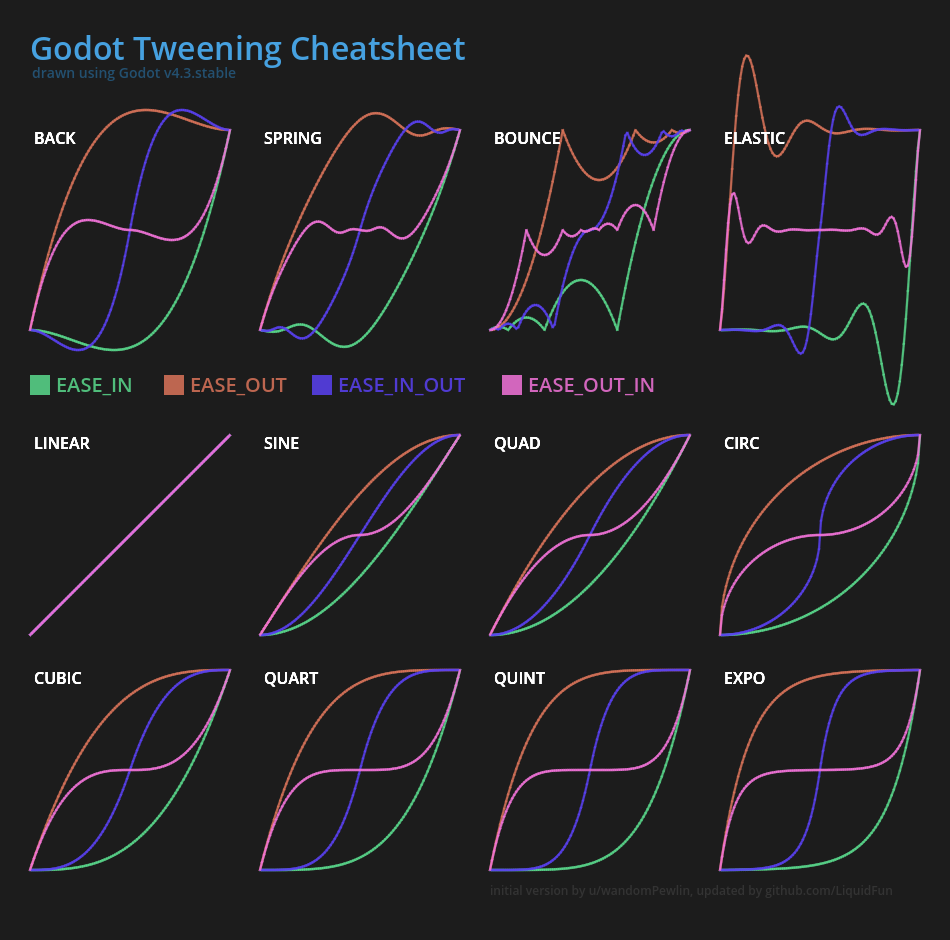 Godot Tweening Cheatsheet
drawn using Godot v4.3.stable
BACK
SPRING
BOUNCE
ELASTIC
EASE_IN
EASE_OUT
EASE_IN_OUT
EASE_OUT_IN
LINEAR
SINE
QUAD
CIRC
CUBIC
QUART
QUINT
EXPO
initial version by u/wandomPewlin, updated by github.com/LiquidFun